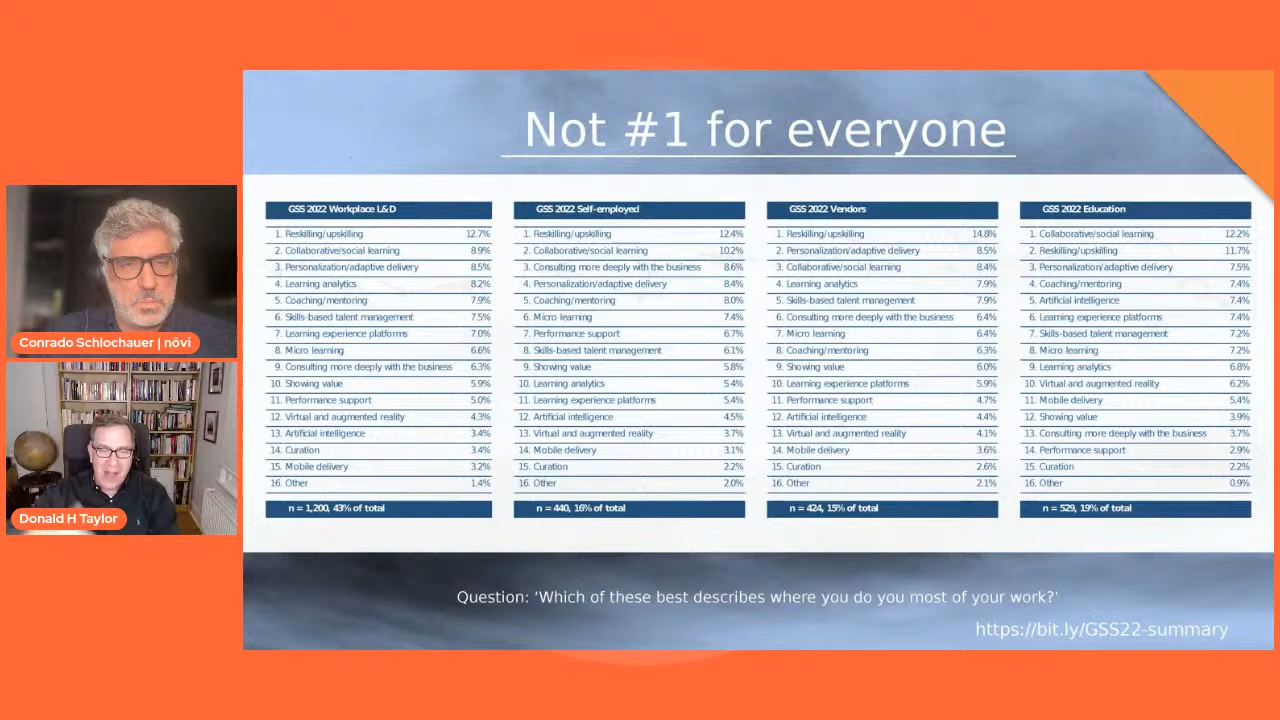 Not #1 for everyone
GSS 2022 Workplace L&D
1. Reskilling/upskilling 12.7%
2. Collaborative/social learning 8.9%
3. Personalization/adaptive delivery 8.5%
4. Learning analytics 8.2%
5. Coaching/mentoring 7.9%
6. Skills-based talent management 7.5%
7. Learning experience platforms 7.0%
8. Micro learning 6.6%
9. Consulting more deeply with the business 6.3%
10. Showing value 5.9%
11. Performance support 5.0%
12. Virtual and augmented reality 4.3%
13. Artificial intelligence 3.4%
14. Curation 3.4%
15. Mobile delivery 3.2%
16. Other 1.4%
n = 1,200, 43% of total
GSS 2022 Self-employed
1. Reskilling/upskilling 12.4%
2. Collaborative/social learning 10.2%
3. Consulting more deeply with the business 8.6%
4. Personalization/adaptive delivery 8.4%
5. Coaching/mentoring 8.0%
6. Micro learning 7.4%
7. Performance support 6.7%
8. Skills-based talent management 6.1%
9. Showing value 5.8%
10. Learning analytics 5.4%
11. Learning experience platforms 5.4%
12. Artificial intelligence 4.5%
13. Virtual and augmented reality 3.7%
14. Mobile delivery 3.1%
15. Curation 2.2%
16. Other 2.0%
n = 440, 16% of total
GSS 2022 Vendors
1. Reskilling/upskilling 14.8%
2. Personalization/adaptive delivery 8.5%
3. Collaborative/social learning 8.4%
4. Learning analytics 7.9%
5. Skills-based talent management 7.9%
6. Consulting more deeply with the business 6.4%
7. Micro learning 6.4%
8. Coaching/mentoring 6.3%
9. Showing value 6.0%
10. Learning experience platforms 5.9%
11. Performance support 4.7%
12. Artificial intelligence 4.4%
13. Virtual and augmented reality 4.1%
14. Mobile delivery 3.6%
15. Curation 2.6%
16. Other 2.1%
n = 424, 15% of total
GSS 2022 Education
1. Collaborative/social learning 12.2%
2. Reskilling/upskilling 11.7%
3. Personalization/adaptive delivery 7.5%
4. Coaching/mentoring 7.4%
5. Artificial intelligence 7.4%
6. Learning experience platforms 7.4%
7. Skills-based talent management 7.2%
8. Micro learning 7.2%
9. Learning analytics 6.8%
10. Virtual and augmented reality 6.2%
11. Mobile delivery 5.4%
12. Showing value 3.9%
13. Consulting more deeply with the business 3.7%
14. Performance support 2.9%
15. Curation 2.2%
16. Other 0.9%
n = 529, 19% of total
Conrado Schlochauer | nōvi
Donald H Taylor
Question: ‘Which of these best describes where you do you most of your work?’
https://bit.ly/GSS22-summary